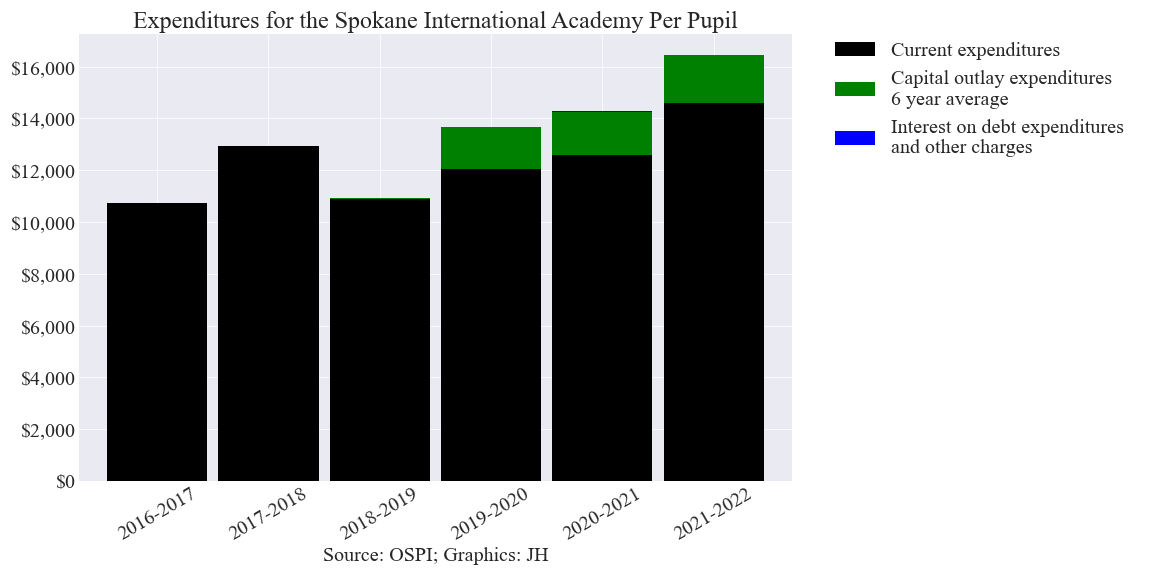 Expenditures for the Spokane International Academy Per Pupil
$16,000
$14,000
$12,000
$10,000
$8,000
$6,000
$4,000
$2,000
$0
2016-2017
2017-2018
2018-2019
2019-2020
2020-2021
2021-2022
Source: OSPI; Graphics: JH
Current expenditures
Capital outlay expenditures
6 year average
Interest on debt expenditures
and other charges